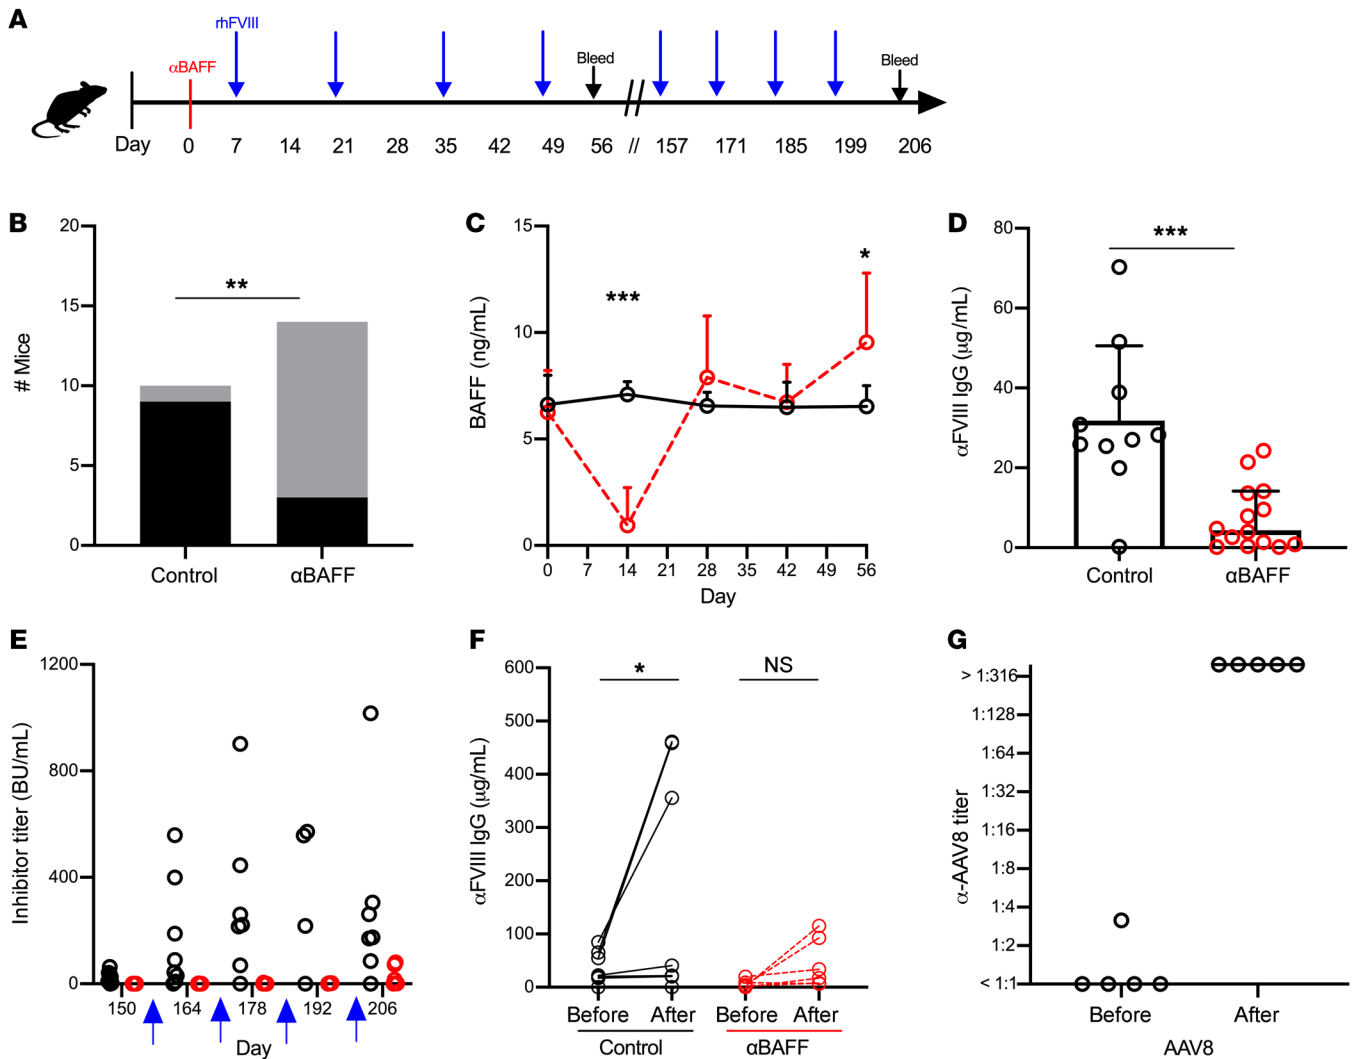 A
rhFVIII
αBAFF
Bleed
Bleed
Day 0 7 14 21 28 35 42 49 56 // 157 171 185 199 206
B
# Mice
20
15
10
5
0
**
Control αBAFF
C
BAFF (ng/mL)
15
10
5
0
***
*
0 7 14 21 28 35 42 49 56
Day
D
αFVIII IgG (µg/mL)
80
60
40
20
0
***
Control αBAFF
E
Inhibitor titer (BU/mL)
1200
800
400
0
150 164 178 192 206
Day
F
αFVIII IgG (µg/mL)
600
500
400
300
200
100
0
*
NS
Before After Before After
Control αBAFF
G
α-AAV8 titer
> 1:316
1:128
1:64
1:32
1:16
1:8
1:4
1:2
< 1:1
Before After
AAV8